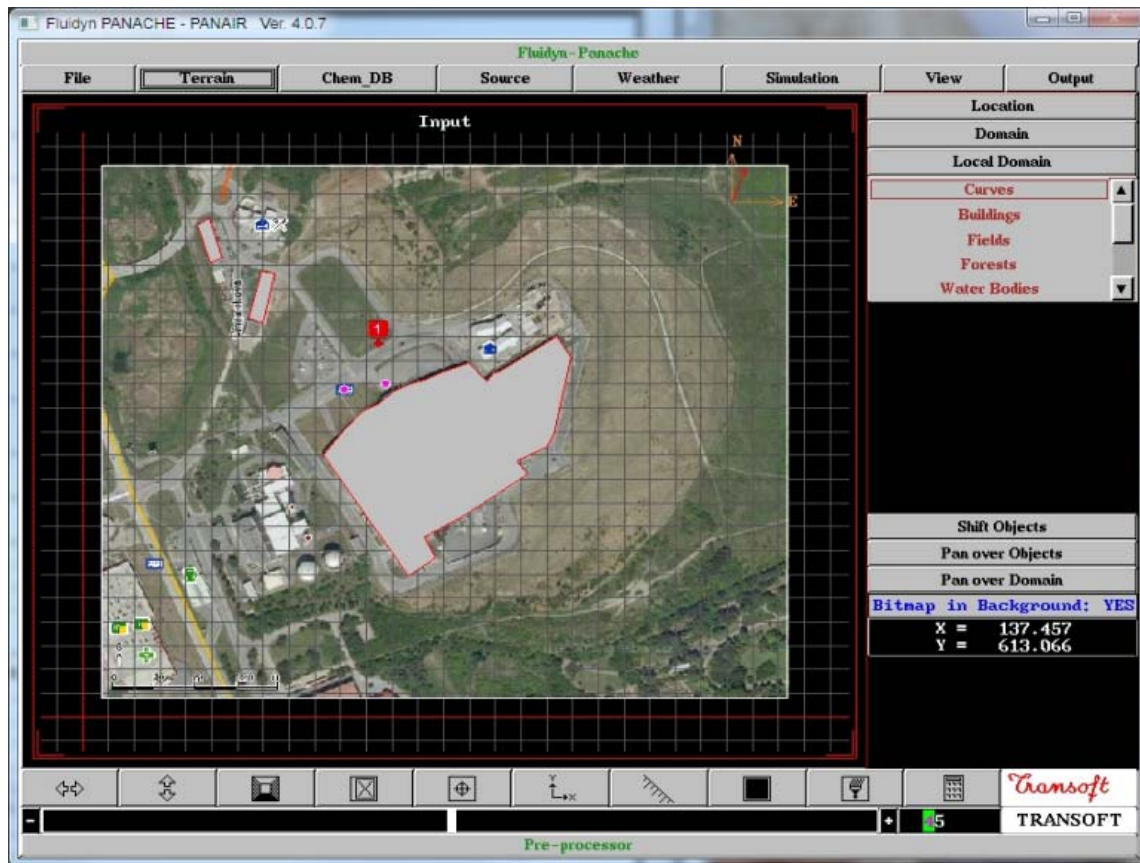 Fluidyn PANACHE - PANAIR Ver. 4.0.7
Fluidyn-Panache
File Terrain Chem_DB Source Weather Simulation View Output
Location
Input
Domain
N
Local Domain
E
Curves
Buildings
Fields
Forests
Water Bodies
1
Shift Objects
Pan over Objects
Pan over Domain
Bitmap in Background: YES
X = 137.457
Y = 613.066
Y
X
Transoft
- + TRANSOFT
Pre-processor